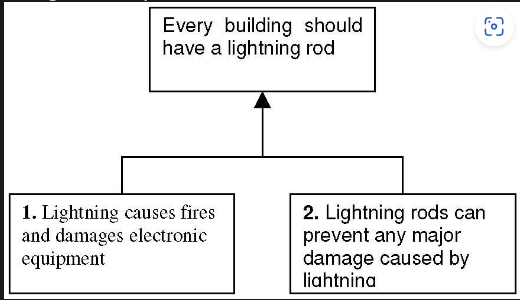 Every building should
have a lightning rod
1. Lightning causes fires
and damages electronic
equipment
2. Lightning rods can
prevent any major
damage caused by
lightning